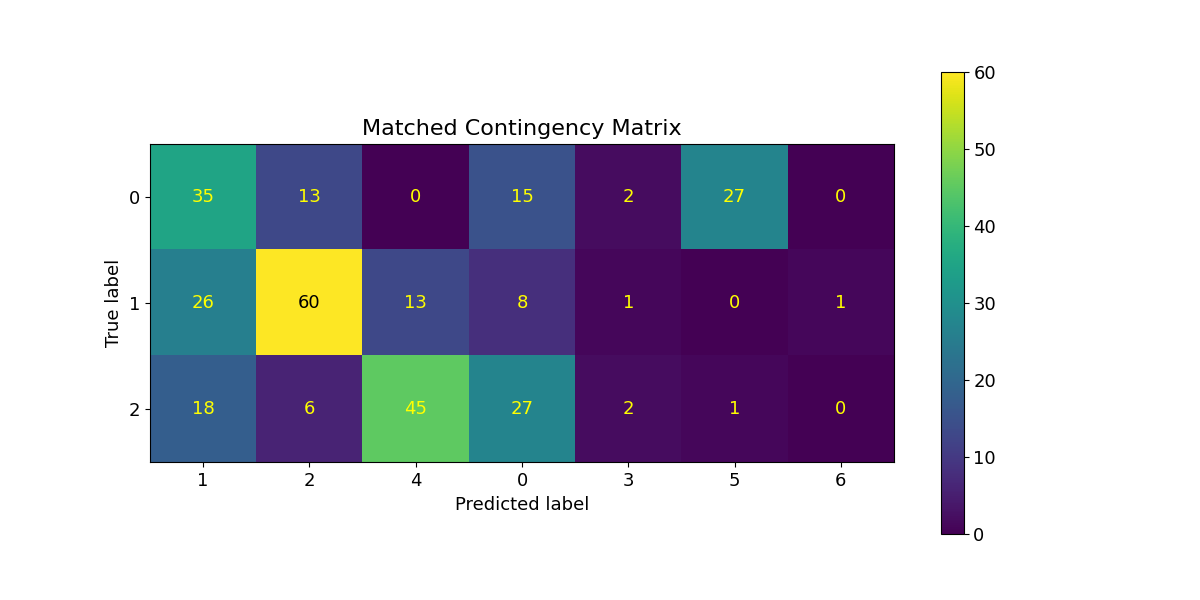 Matched Contingency Matrix
60
50
40
30
20
10
0
True label
0 35 13 0 15 2 27 0
1 26 60 13 8 1 0 1
2 18 6 45 27 2 1 0
1 2 4 0 3 5 6
Predicted label